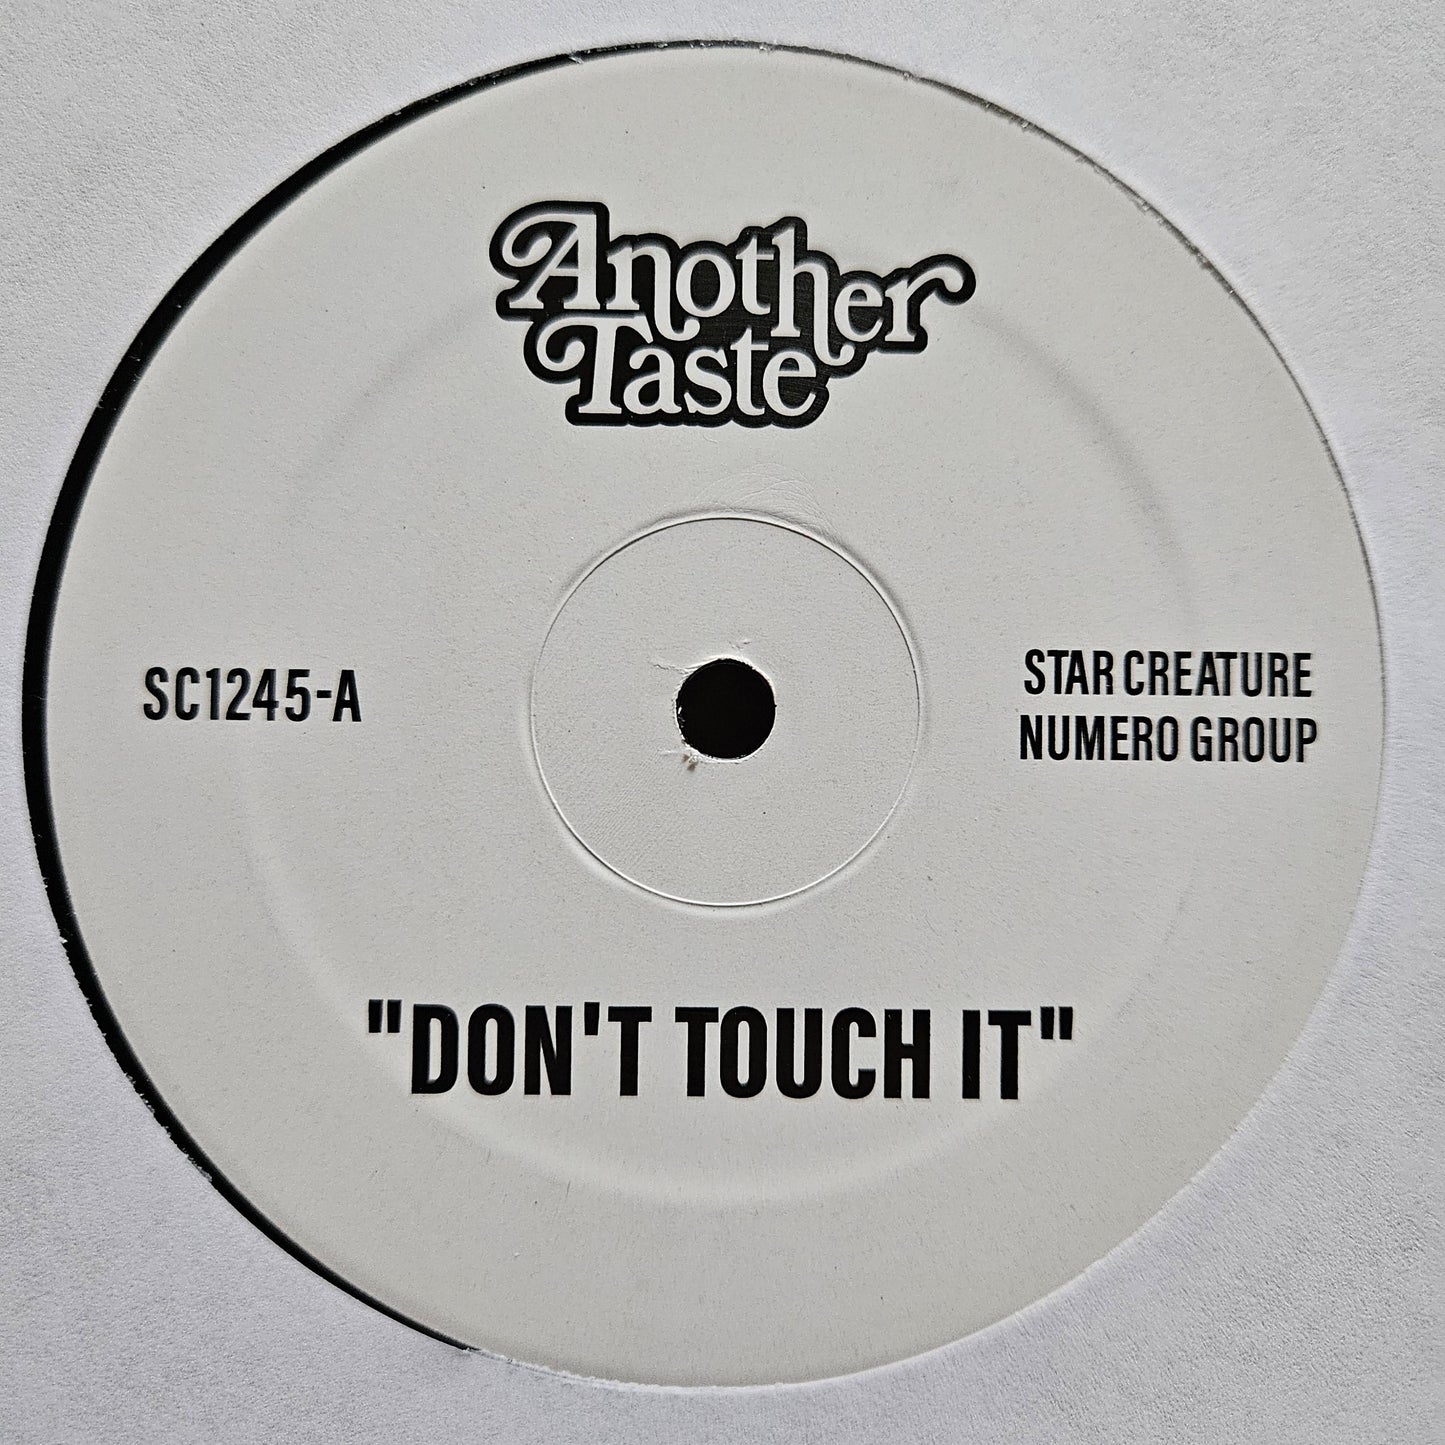 Another
Taste
SC1245-A
STAR CREATURE
NUMERO GROUP
"DON'T TOUCH IT"